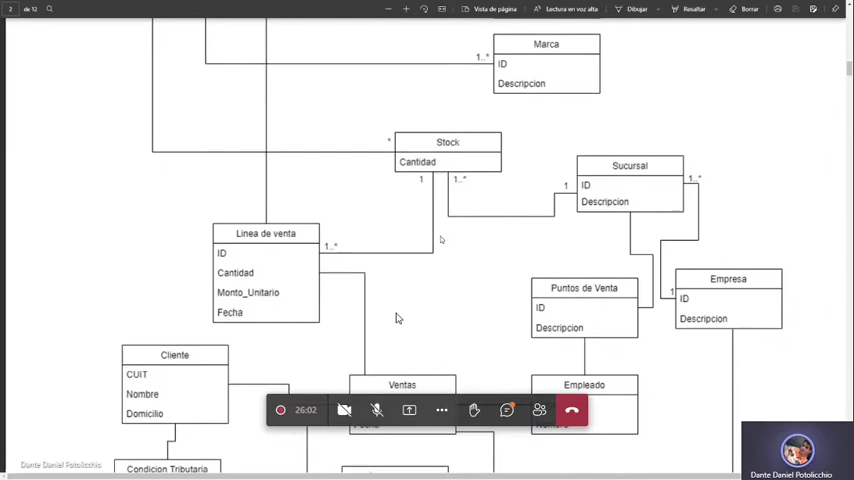 2 de 12 Vista de página Lectura en voz alta Dibujar Resaltar Borrar
Marca
1..*
ID
Descripcion
*
Stock
Cantidad
1
1..*
Sucursal
1
1..*
ID
Descripcion
Linea de venta
1..*
ID
Cantidad
Monto_Unitario
Fecha
Puntos de Venta
ID
Descripcion
Empresa
1
ID
Descripcion
Cliente
CUIT
Nombre
Domicilio
Ventas
Empleado
26:02
Condicion Tributaria
Dante Daniel Potolicchio
Dante Daniel Potolicchio